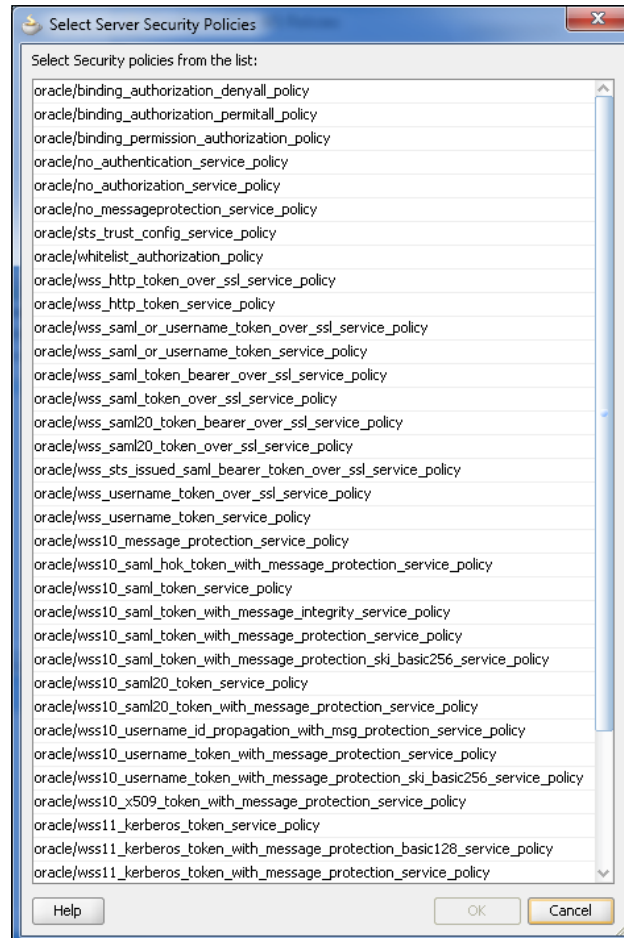 Select Server Security Policies
Select Security policies from the list:
oracle/binding_authorization_denyall_policy
oracle/binding_authorization_permitall_policy
oracle/binding_permission_authorization_policy
oracle/no_authentication_service_policy
oracle/no_authorization_service_policy
oracle/no_messageprotection_service_policy
oracle/sts_trust_config_service_policy
oracle/whitelist_authorization_policy
oracle/wss_http_token_over_ssl_service_policy
oracle/wss_http_token_service_policy
oracle/wss_saml_or_username_token_over_ssl_service_policy
oracle/wss_saml_or_username_token_service_policy
oracle/wss_saml_token_bearer_over_ssl_service_policy
oracle/wss_saml_token_over_ssl_service_policy
oracle/wss_saml20_token_bearer_over_ssl_service_policy
oracle/wss_saml20_token_over_ssl_service_policy
oracle/wss_sts_issued_saml_bearer_token_over_ssl_service_policy
oracle/wss_username_token_over_ssl_service_policy
oracle/wss_username_token_service_policy
oracle/wss10_message_protection_service_policy
oracle/wss10_saml_hok_token_with_message_protection_service_policy
oracle/wss10_saml_token_service_policy
oracle/wss10_saml_token_with_message_integrity_service_policy
oracle/wss10_saml_token_with_message_protection_service_policy
oracle/wss10_saml_token_with_message_protection_ski_basic256_service_policy
oracle/wss10_saml20_token_service_policy
oracle/wss10_saml20_token_with_message_protection_service_policy
oracle/wss10_username_id_propagation_with_msg_protection_service_policy
oracle/wss10_username_token_with_message_protection_service_policy
oracle/wss10_username_token_with_message_protection_ski_basic256_service_policy
oracle/wss10_x509_token_with_message_protection_service_policy
oracle/wss11_kerberos_token_service_policy
oracle/wss11_kerberos_token_with_message_protection_basic128_service_policy
oracle/wss11_kerberos_token_with_message_protection_service_policy
Help OK Cancel